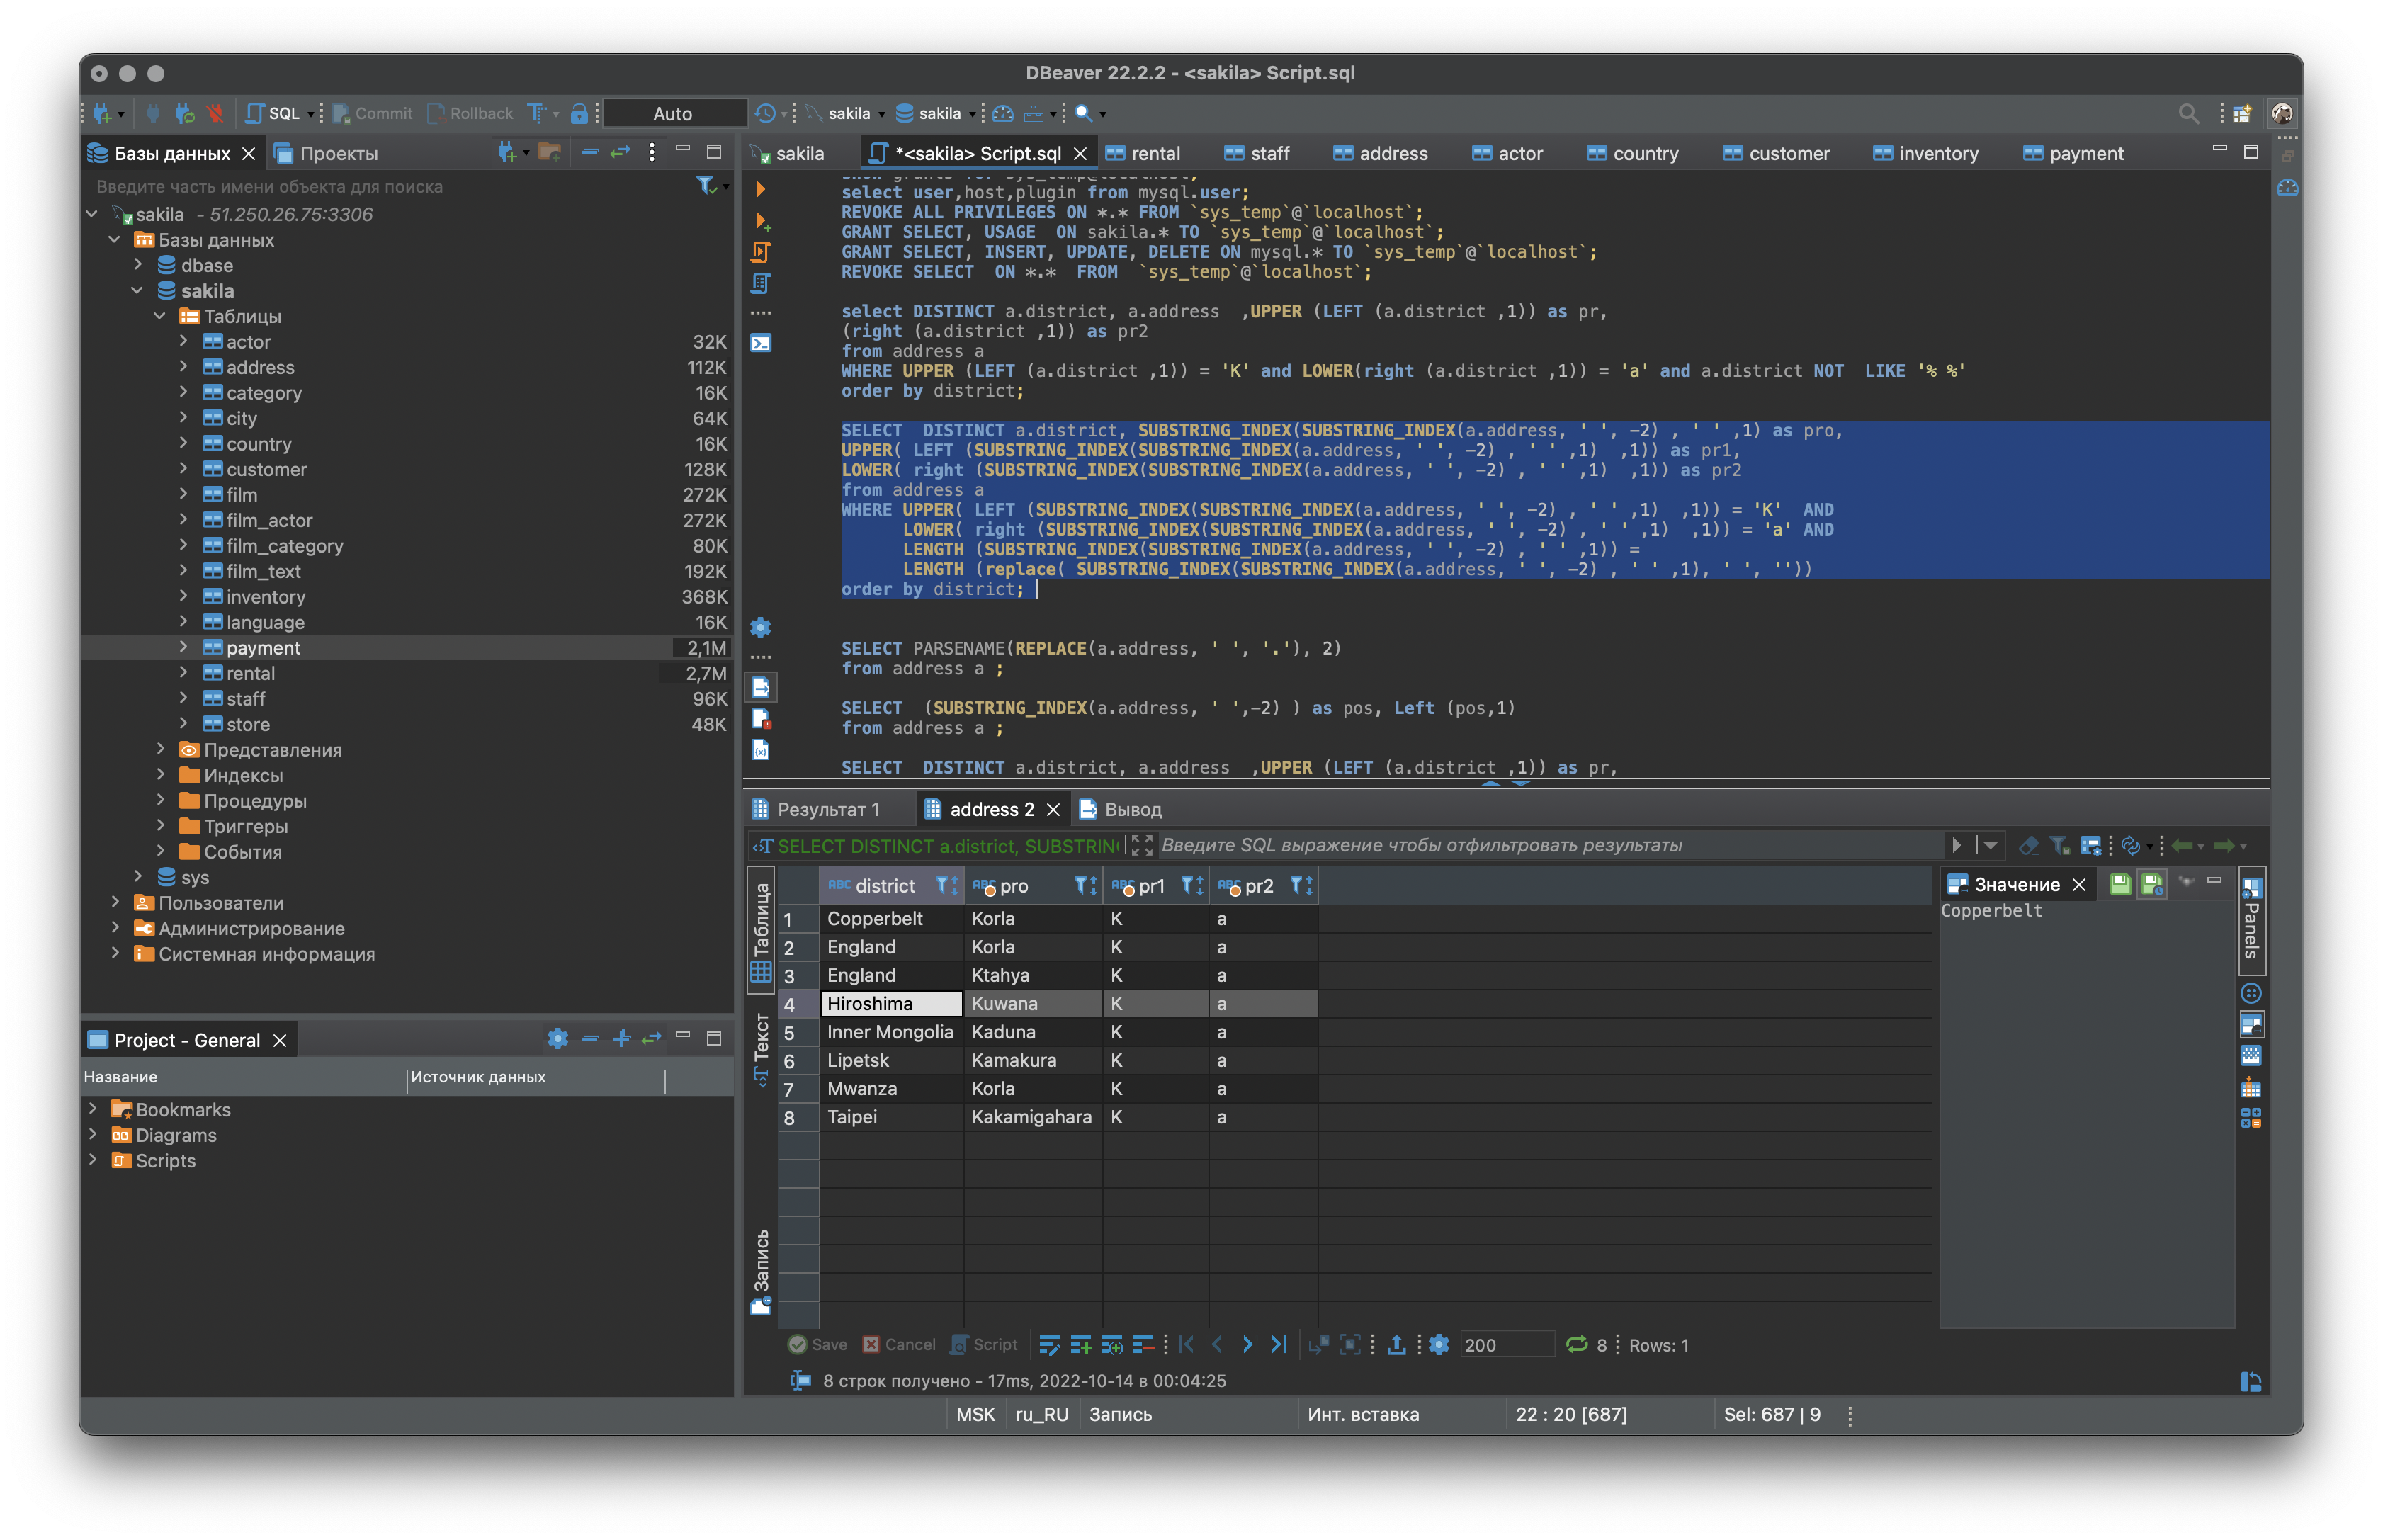 DBeaver 22.2.2 - <sakila> Script.sql
SQL Commit Rollback Auto sakila sakila
Базы данных Проекты
Введите часть имени объекта для поиска
sakila - 51.250.26.75:3306
Базы данных
dbase
sakila
Таблицы
actor 32K
address 112K
category 16K
city 64K
country 16K
customer 128K
film 272K
film_actor 272K
film_category 80K
film_text 192K
inventory 368K
language 16K
payment 2,1M
rental 2,7M
staff 96K
store 48K
Представления
Индексы
Процедуры
Триггеры
События
sys
Пользователи
Администрирование
Системная информация
Project - General
Название Источник данных
Bookmarks
Diagrams
Scripts
sakila *<sakila> Script.sql rental staff address actor country customer inventory payment
select user,host,plugin from mysql.user;
REVOKE ALL PRIVILEGES ON *.* FROM `sys_temp`@`localhost`;
GRANT SELECT, USAGE  ON sakila.* TO `sys_temp`@`localhost`;
GRANT SELECT, INSERT, UPDATE, DELETE ON mysql.* TO `sys_temp`@`localhost`;
REVOKE SELECT  ON *.*  FROM  `sys_temp`@`localhost`;
select DISTINCT a.district, a.address  ,UPPER (LEFT (a.district ,1)) as pr,
(right (a.district ,1)) as pr2
from address a
WHERE UPPER (LEFT (a.district ,1)) = 'K' and LOWER(right (a.district ,1)) = 'a' and a.district NOT  LIKE '% %'
order by district;
SELECT  DISTINCT a.district, SUBSTRING_INDEX(SUBSTRING_INDEX(a.address, ' ', -2) , ' ' ,1) as pro,
UPPER( LEFT (SUBSTRING_INDEX(SUBSTRING_INDEX(a.address, ' ', -2) , ' ' ,1)  ,1)) as pr1,
LOWER( right (SUBSTRING_INDEX(SUBSTRING_INDEX(a.address, ' ', -2) , ' ' ,1)  ,1)) as pr2
from address a
WHERE UPPER( LEFT (SUBSTRING_INDEX(SUBSTRING_INDEX(a.address, ' ', -2) , ' ' ,1)  ,1)) = 'K'  AND
LOWER( right (SUBSTRING_INDEX(SUBSTRING_INDEX(a.address, ' ', -2) , ' ' ,1)  ,1)) = 'a' AND
LENGTH (SUBSTRING_INDEX(SUBSTRING_INDEX(a.address, ' ', -2) , ' ' ,1)) =
LENGTH (replace( SUBSTRING_INDEX(SUBSTRING_INDEX(a.address, ' ', -2) , ' ' ,1), ' ', ''))
order by district;
SELECT PARSENAME(REPLACE(a.address, ' ', '.'), 2)
from address a ;
SELECT  (SUBSTRING_INDEX(a.address, ' ',-2) ) as pos, Left (pos,1)
from address a ;
SELECT  DISTINCT a.district, a.address  ,UPPER (LEFT (a.district ,1)) as pr,
Результат 1 address 2 Вывод
SELECT DISTINCT a.district, SUBSTRING Введите SQL выражение чтобы отфильтровать результаты
Таблица
Текст
Запись
ABC district ABC pro ABC pr1 ABC pr2
1 Copperbelt Korla K a
2 England Korla K a
3 England Ktahya K a
4 Hiroshima Kuwana K a
5 Inner Mongolia Kaduna K a
6 Lipetsk Kamakura K a
7 Mwanza Korla K a
8 Taipei Kakamigahara K a
Значение
Copperbelt
Panels
Save Cancel Script 200 8 Rows: 1
8 строк получено - 17ms, 2022-10-14 в 00:04:25
MSK ru_RU Запись Инт. вставка 22 : 20 [687] Sel: 687 | 9